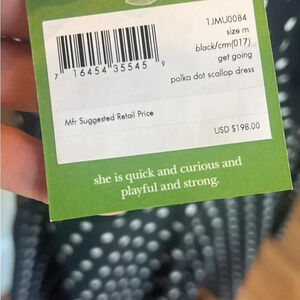 1JMU0084
size m
black/crm(017)
get going
polka dot scallop dress
7 16454 35545 9
Mfr Suggested Retail Price
USD $198.00
she is quick and curious and
playful and strong.